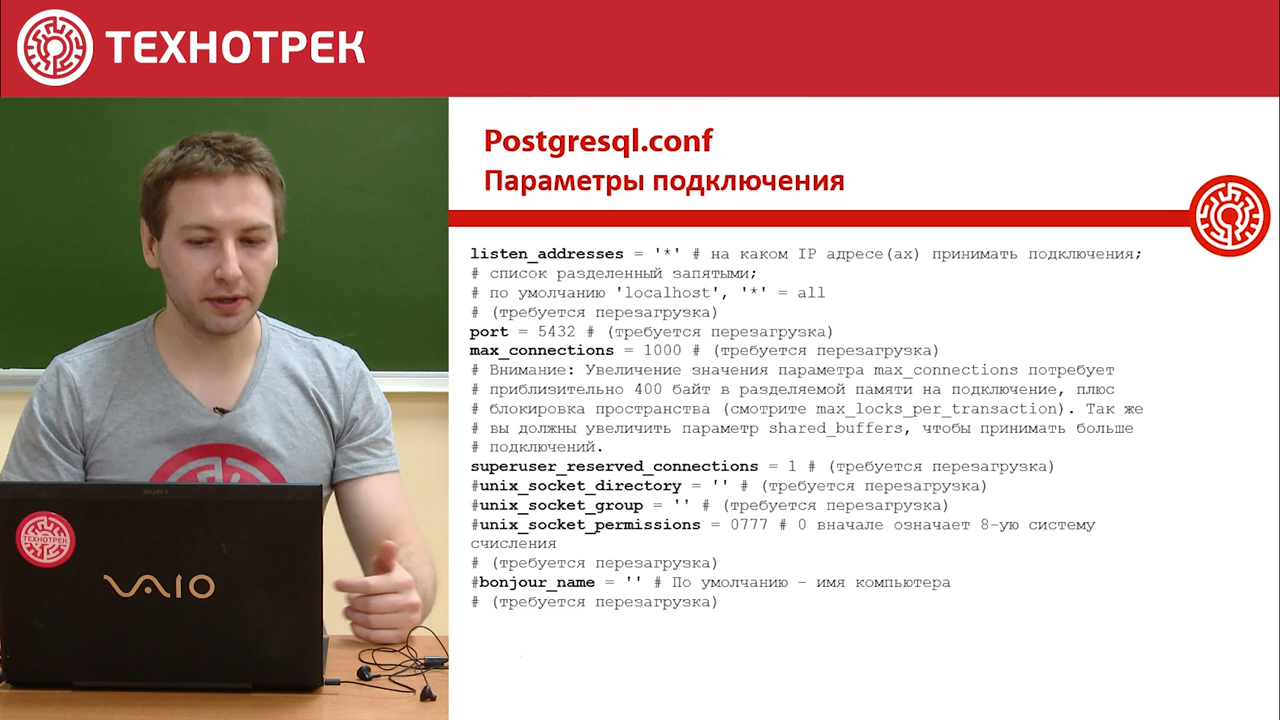 ТЕХНОТРЕК
Postgresql.conf
Параметры подключения
listen_addresses = '*' # на каком IP адресе(ах) принимать подключения;
# список разделенный запятыми;
# по умолчанию 'localhost', '*' = all
# (требуется перезагрузка)
port = 5432 # (требуется перезагрузка)
max_connections = 1000 # (требуется перезагрузка)
# Внимание: Увеличение значения параметра max_connections потребует
# приблизительно 400 байт в разделяемой памяти на подключение, плюс
# блокировка пространства (смотрите max_locks_per_transaction). Так же
# вы должны увеличить параметр shared_buffers, чтобы принимать больше
# подключений.
superuser_reserved_connections = 1 # (требуется перезагрузка)
#unix_socket_directory = '' # (требуется перезагрузка)
#unix_socket_group = '' # (требуется перезагрузка)
#unix_socket_permissions = 0777 # 0 вначале означает 8-ую систему
счисления
# (требуется перезагрузка)
#bonjour_name = '' # По умолчанию - имя компьютера
# (требуется перезагрузка)
SONY
ТЕХНОТРЕК
VAIO